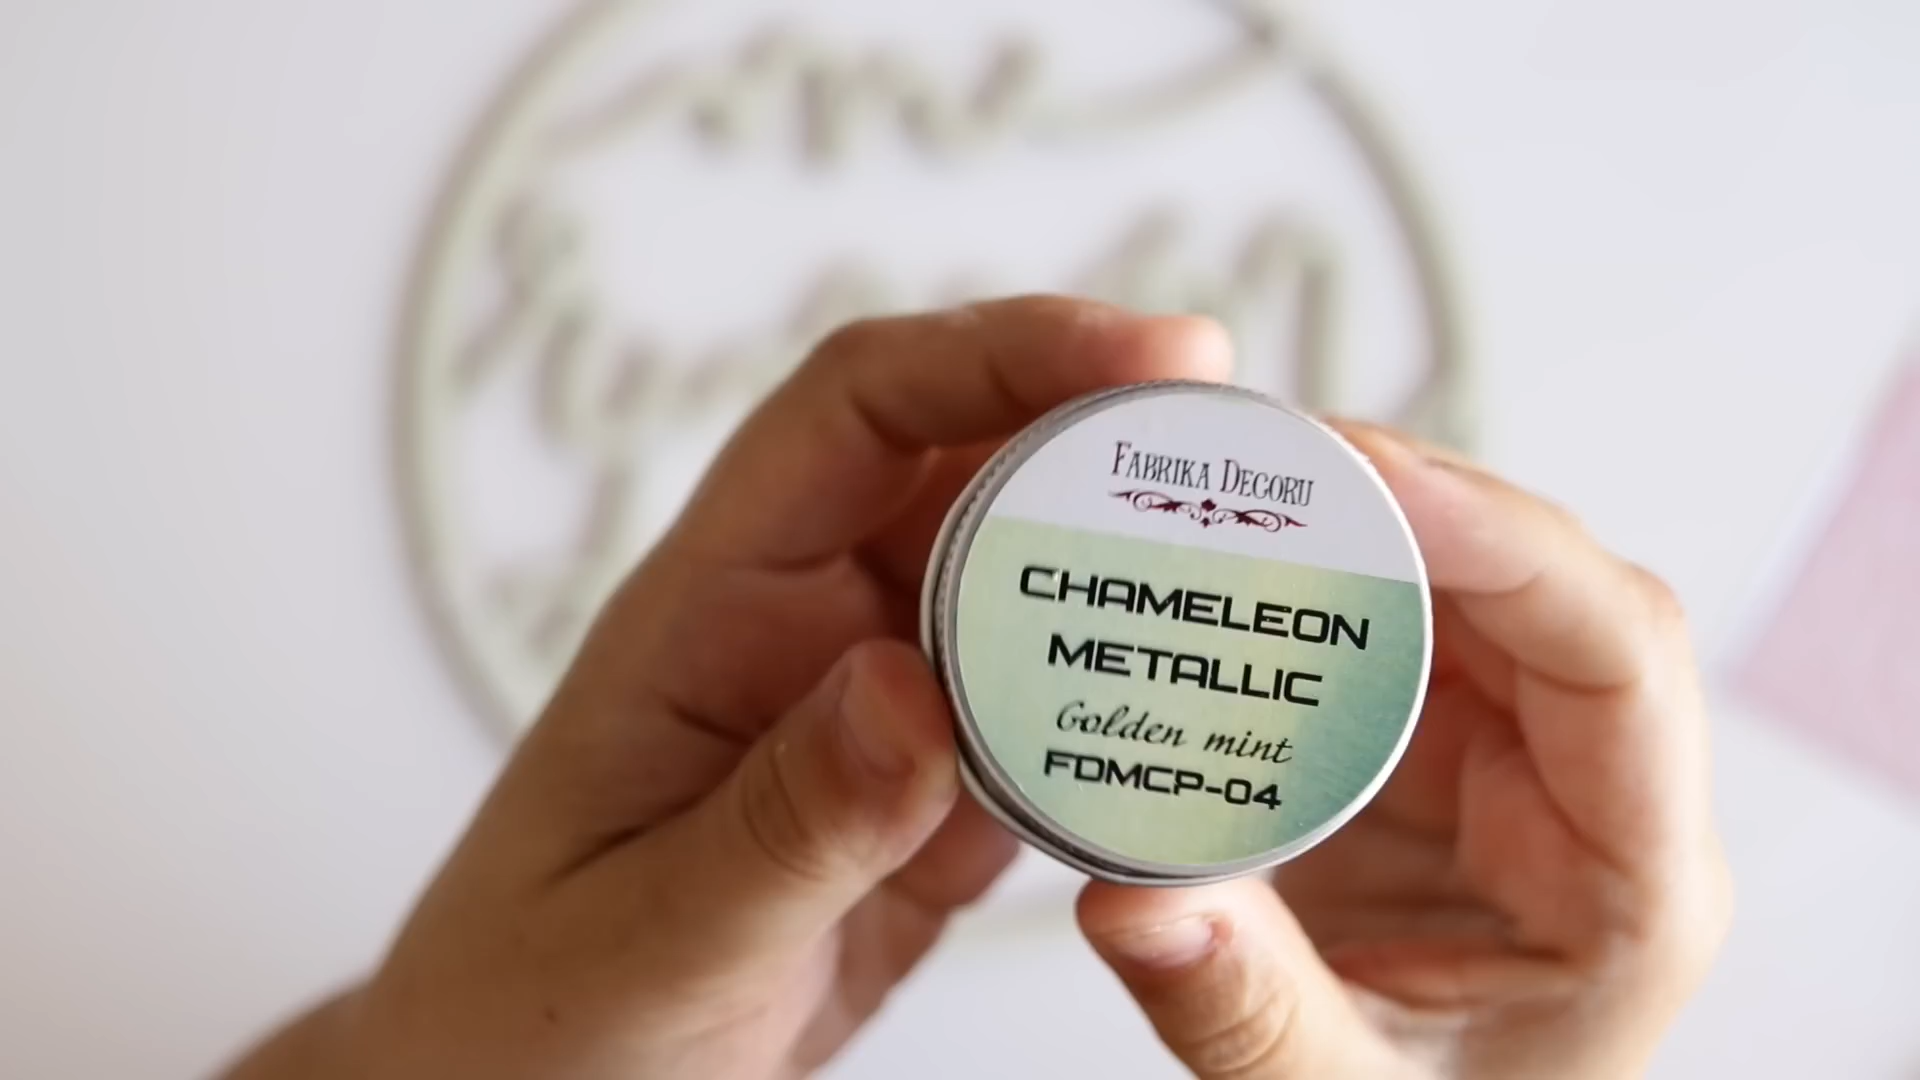 FABRIKA DECORU
CHAMELEON
METALLIC
Golden mint
FDMCP-04